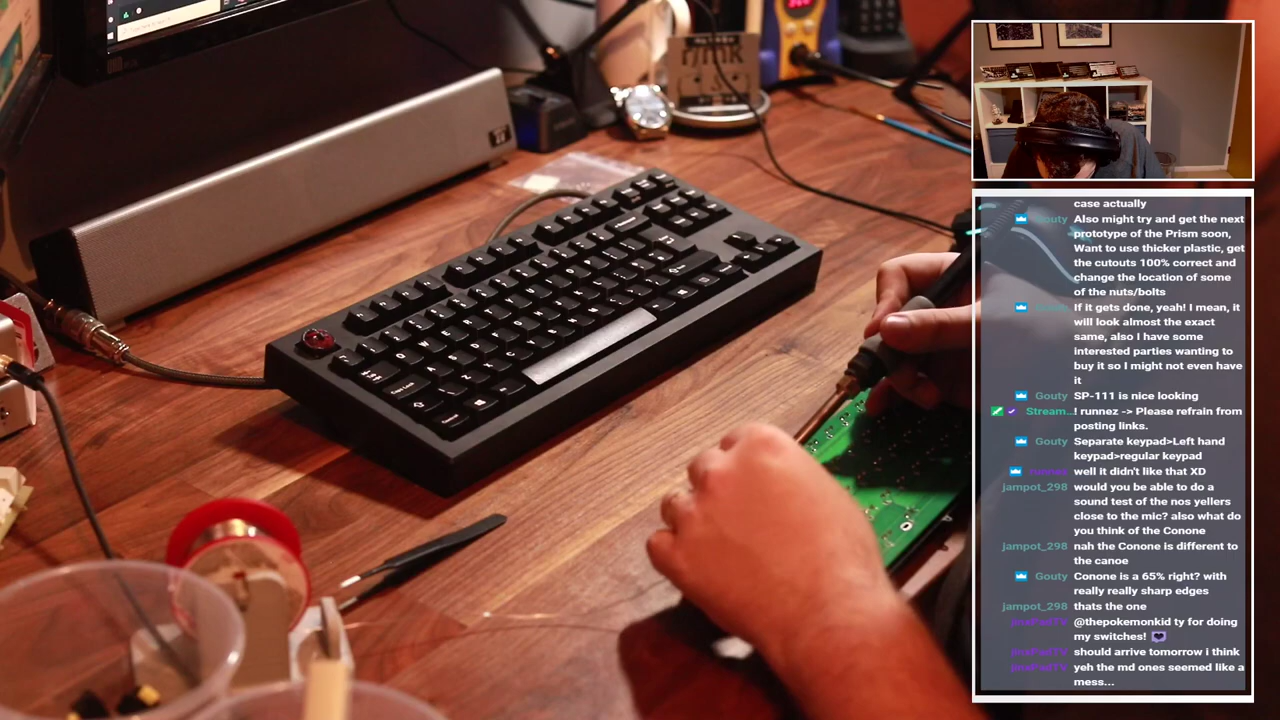 case actually
Gouty Also might try and get the next
prototype of the Prism soon,
Want to use thicker plastic, get
the cutouts 100% correct and
change the location of some
of the nuts/bolts
If it gets done, yeah! I mean, it
will look almost the exact
same, also I have some
interested parties wanting to
buy it so I might not even have
it
Gouty SP-111 is nice looking
Stream... ! runnez -> Please refrain from
posting links.
Gouty Separate keypad>Left hand
keypad>regular keypad
runnez well it didn't like that XD
jampot_298 would you be able to do a
sound test of the nos yellers
close to the mic? also what do
you think of the Conone
jampot_298 nah the Conone is different to
the canoe
Gouty Conone is a 65% right? with
really really sharp edges
jampot_298 thats the one
@thepokemonkid ty for doing
my switches!
should arrive tomorrow i think
yeh the md ones seemed like a
mess...